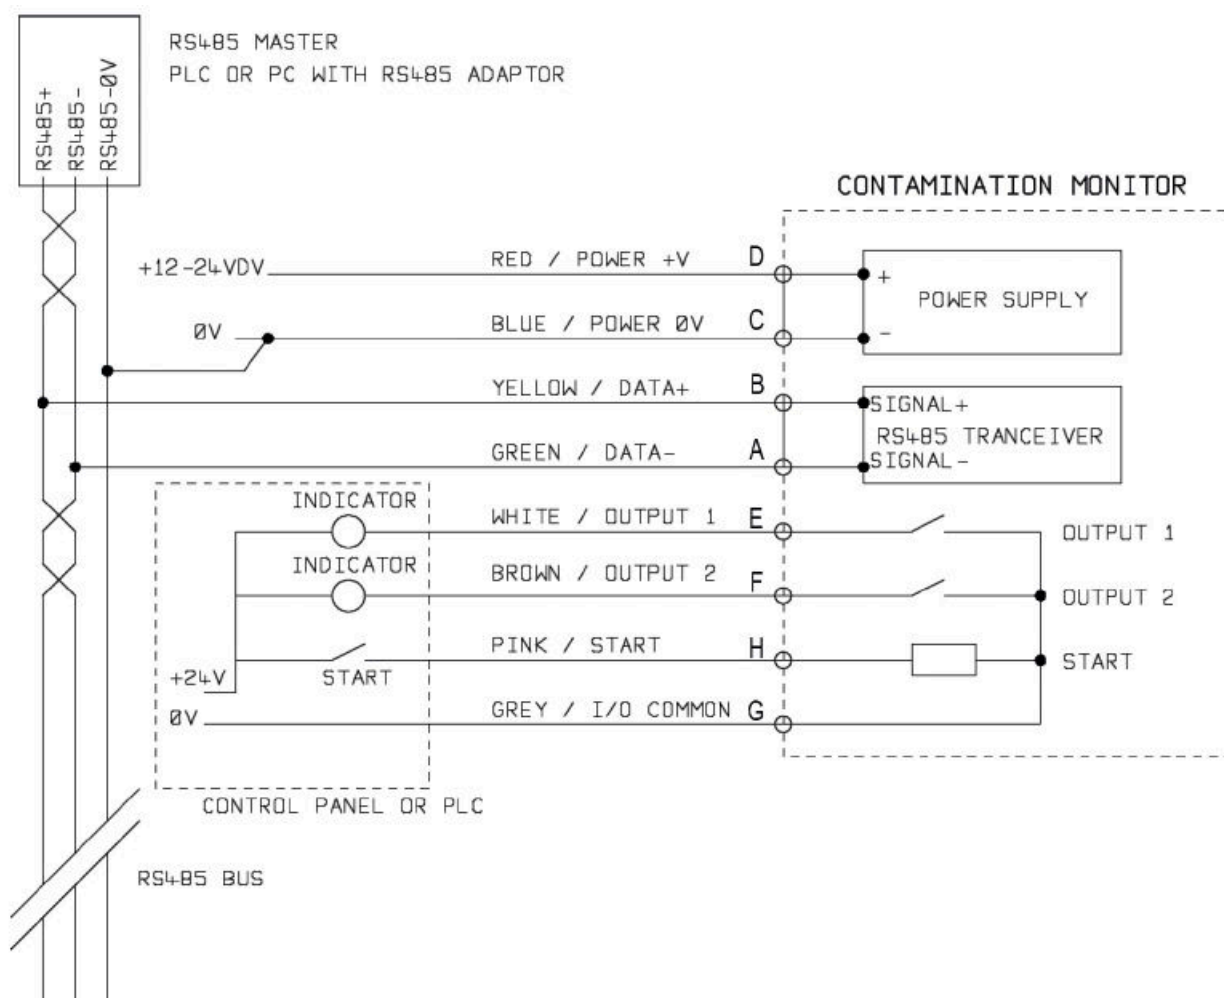 RS485 MASTER
PLC OR PC WITH RS485 ADAPTOR
RS485+
RS485-
RS485-0V
CONTAMINATION MONITOR
+12-24VDV
RED / POWER +V
D
+
POWER SUPPLY
0V
BLUE / POWER 0V
C
-
YELLOW / DATA+
B
SIGNAL+
RS485 TRANCEIVER
GREEN / DATA-
A
SIGNAL-
INDICATOR
WHITE / OUTPUT 1
E
OUTPUT 1
INDICATOR
BROWN / OUTPUT 2
F
OUTPUT 2
PINK / START
H
START
START
+24V
0V
GREY / I/O COMMON
G
CONTROL PANEL OR PLC
RS485 BUS